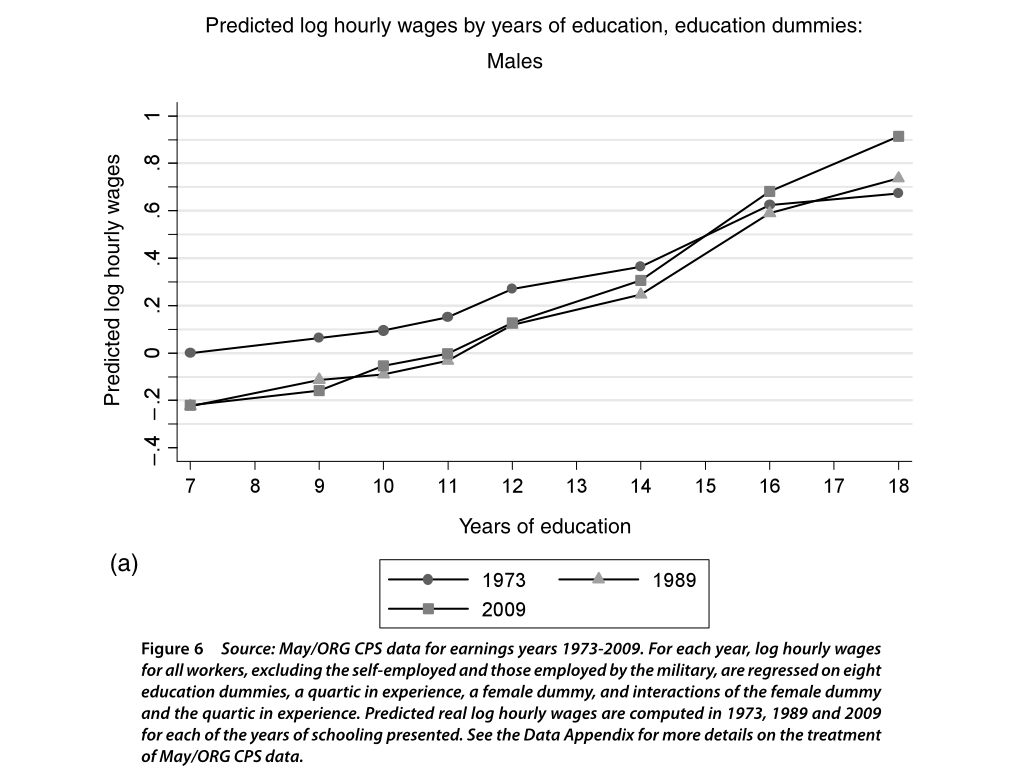 Predicted log hourly wages by years of education, education dummies:
Males
Predicted log hourly wages
1
.8
.6
.4
.2
0
−.2
−.4
7 8 9 10 11 12 13 14 15 16 17 18
Years of education
(a)
1973 1989
2009
Figure 6 Source: May/ORG CPS data for earnings years 1973-2009. For each year, log hourly wages
for all workers, excluding the self-employed and those employed by the military, are regressed on eight
education dummies, a quartic in experience, a female dummy, and interactions of the female dummy
and the quartic in experience. Predicted real log hourly wages are computed in 1973, 1989 and 2009
for each of the years of schooling presented. See the Data Appendix for more details on the treatment
of May/ORG CPS data.